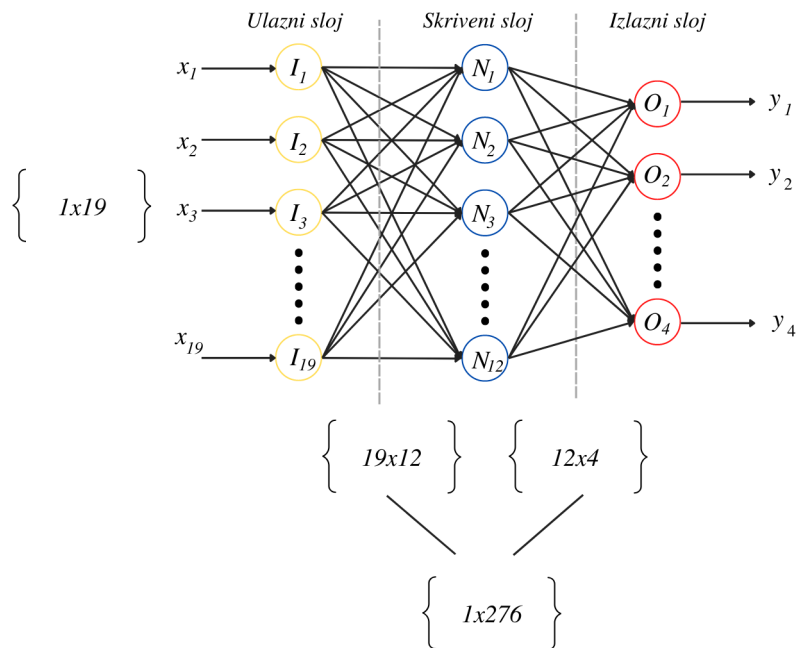 Ulazni sloj Skriveni sloj Izlazni sloj
x1 I1 N1 O1 y1
x2 I2 N2 O2 y2
1x19 x3 I3 N3
x19 I19 N12 O4 y4
19x12 12x4
1x276